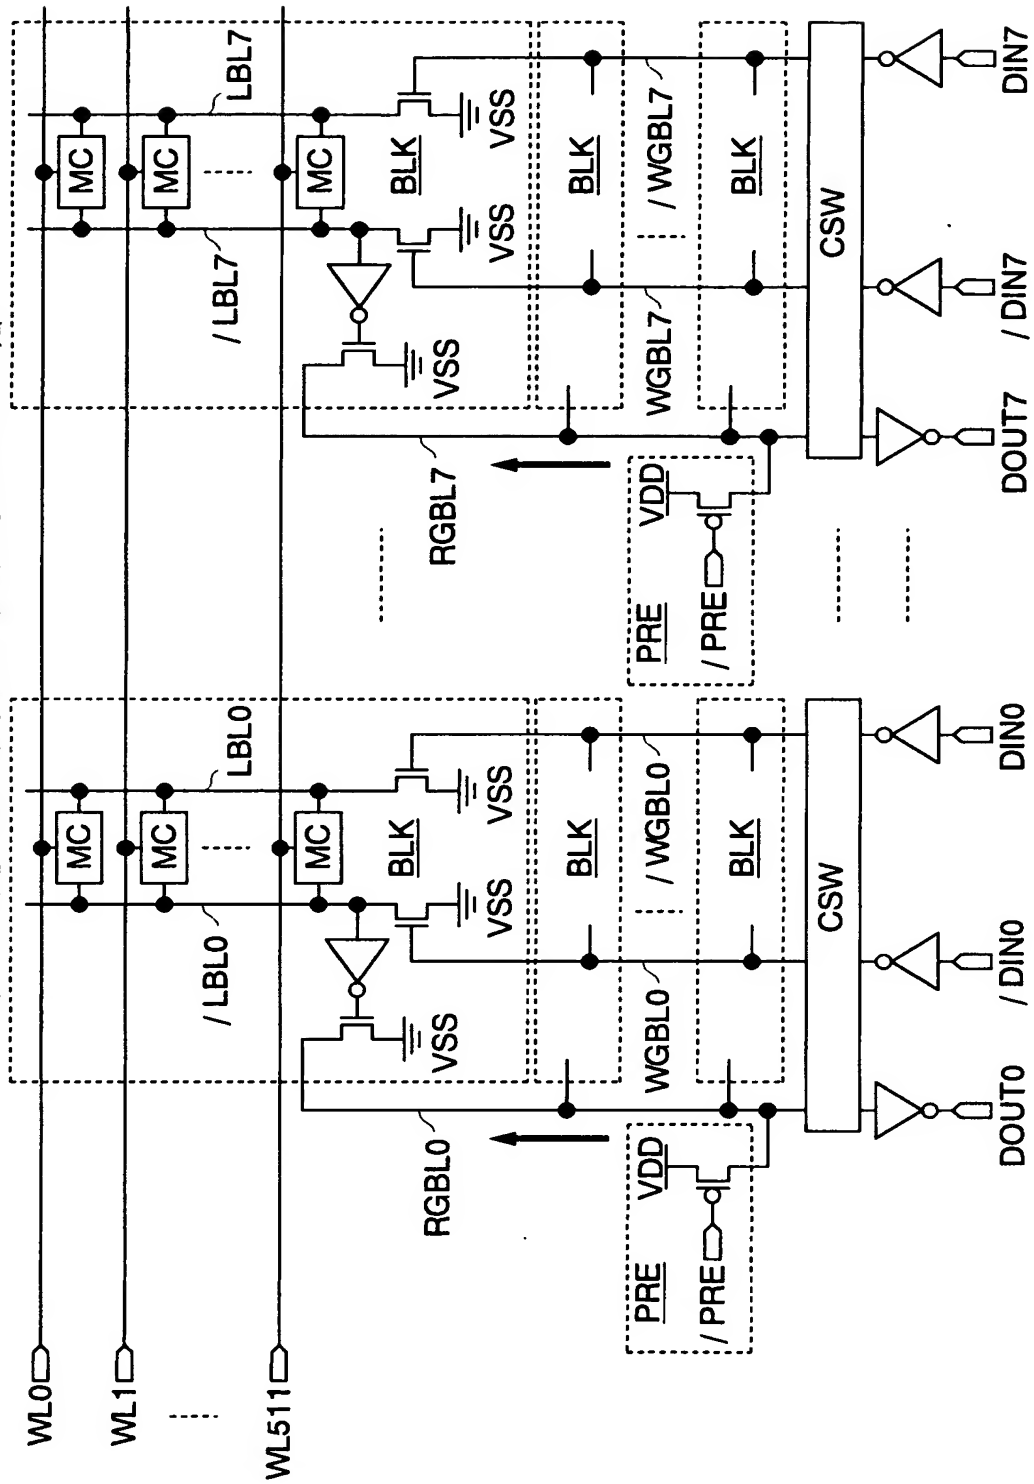 WL0
WL1
WL511
MC
MC
MC
LBL0
/ LBL0
BLK
VSS
VSS
VSS
RGBL0
BLK
WGBL0
/ WGBL0
BLK
PRE
VDD
/ PRE
CSW
DOUT0
/ DIN0
DIN0
MC
MC
MC
LBL7
/ LBL7
BLK
VSS
VSS
VSS
RGBL7
BLK
WGBL7
/ WGBL7
BLK
PRE
VDD
/ PRE
CSW
DOUT7
/ DIN7
DIN7